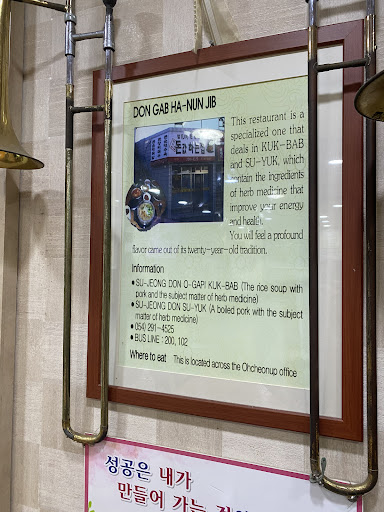 DON GAB HA-NUN JIB
This restaurant is a
specialized one that
deals in KUK-BAB
and SU-YUK, which
contain the ingredients
of herb medicine that
improve your energy
and health.
You will feel a profound
flavor came out of its twenty-year-old tradition.
Information
● SU-JEONG DON O-GAPI KUK-BAB (The rice soup with
pork and the subject matter of herb medicine)
● SU-JEONG DON SU-YUK (A boiled pork with the subject
matter of herb medicine)
● 054) 291-4525
● BUS LINE : 200, 102
Where to eat This is located across the Ohcheonup office
성공은 내가
만들어 가는